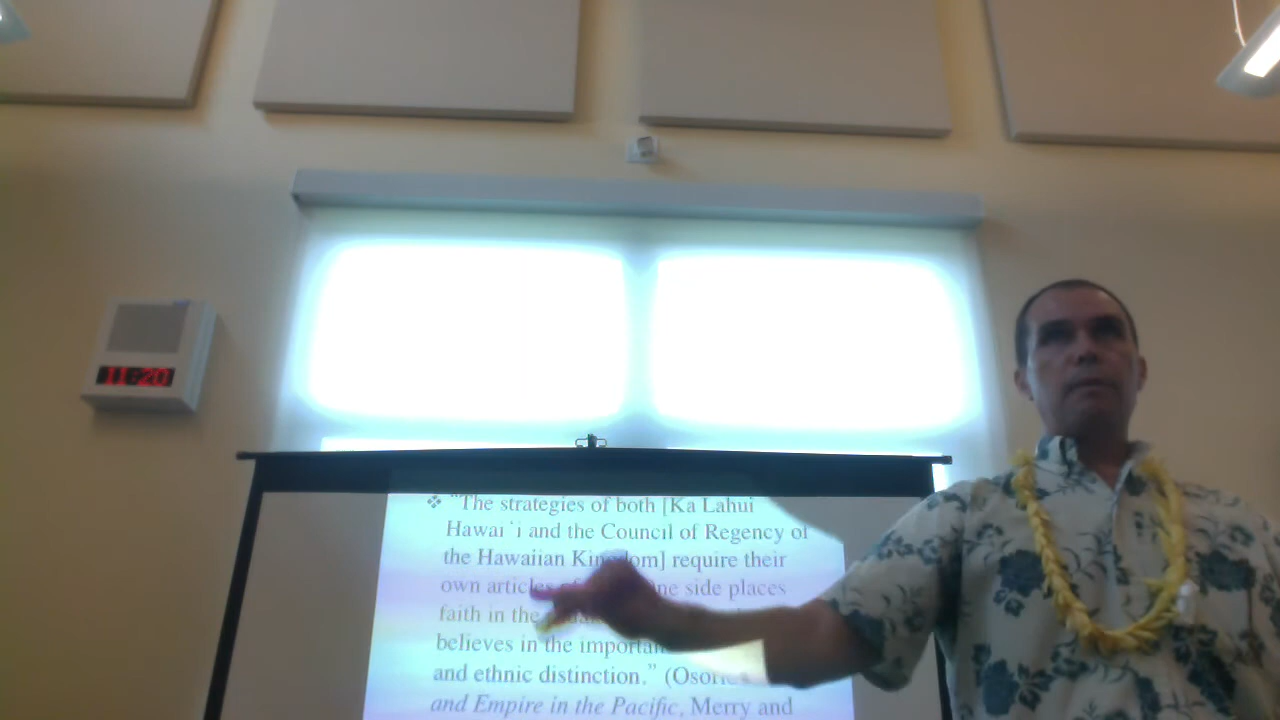 11:20
❖ "The strategies of both [Ka Lahui
Hawai`i and the Council of Regency of
the Hawaiian Kingdom] require their
own articles side places
faith in the
believes in the
and ethnic distinction." (Osorio
and Empire in the Pacific, Merry and